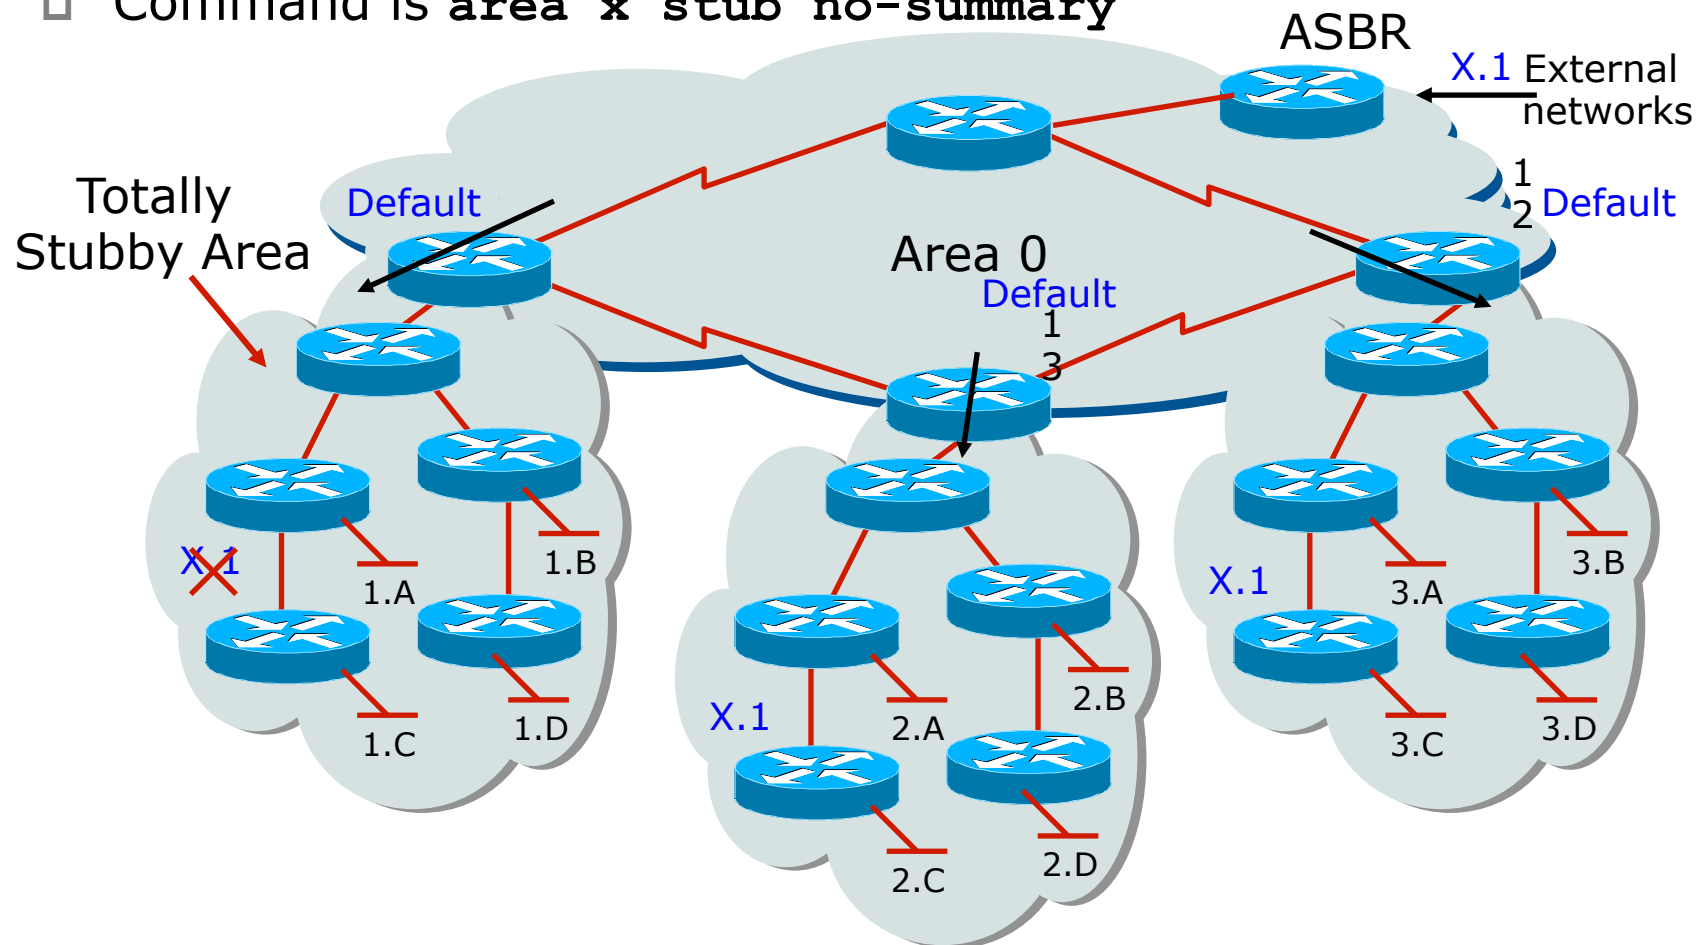 Command is area x stub no-summary
ASBR
X.1 External
networks
Totally
Stubby Area
Default
1
2
Default
Area 0
Default
1
3
X.1
1.A
1.B
1.C
1.D
X.1
2.A
2.B
2.C
2.D
X.1
3.A
3.B
3.C
3.D